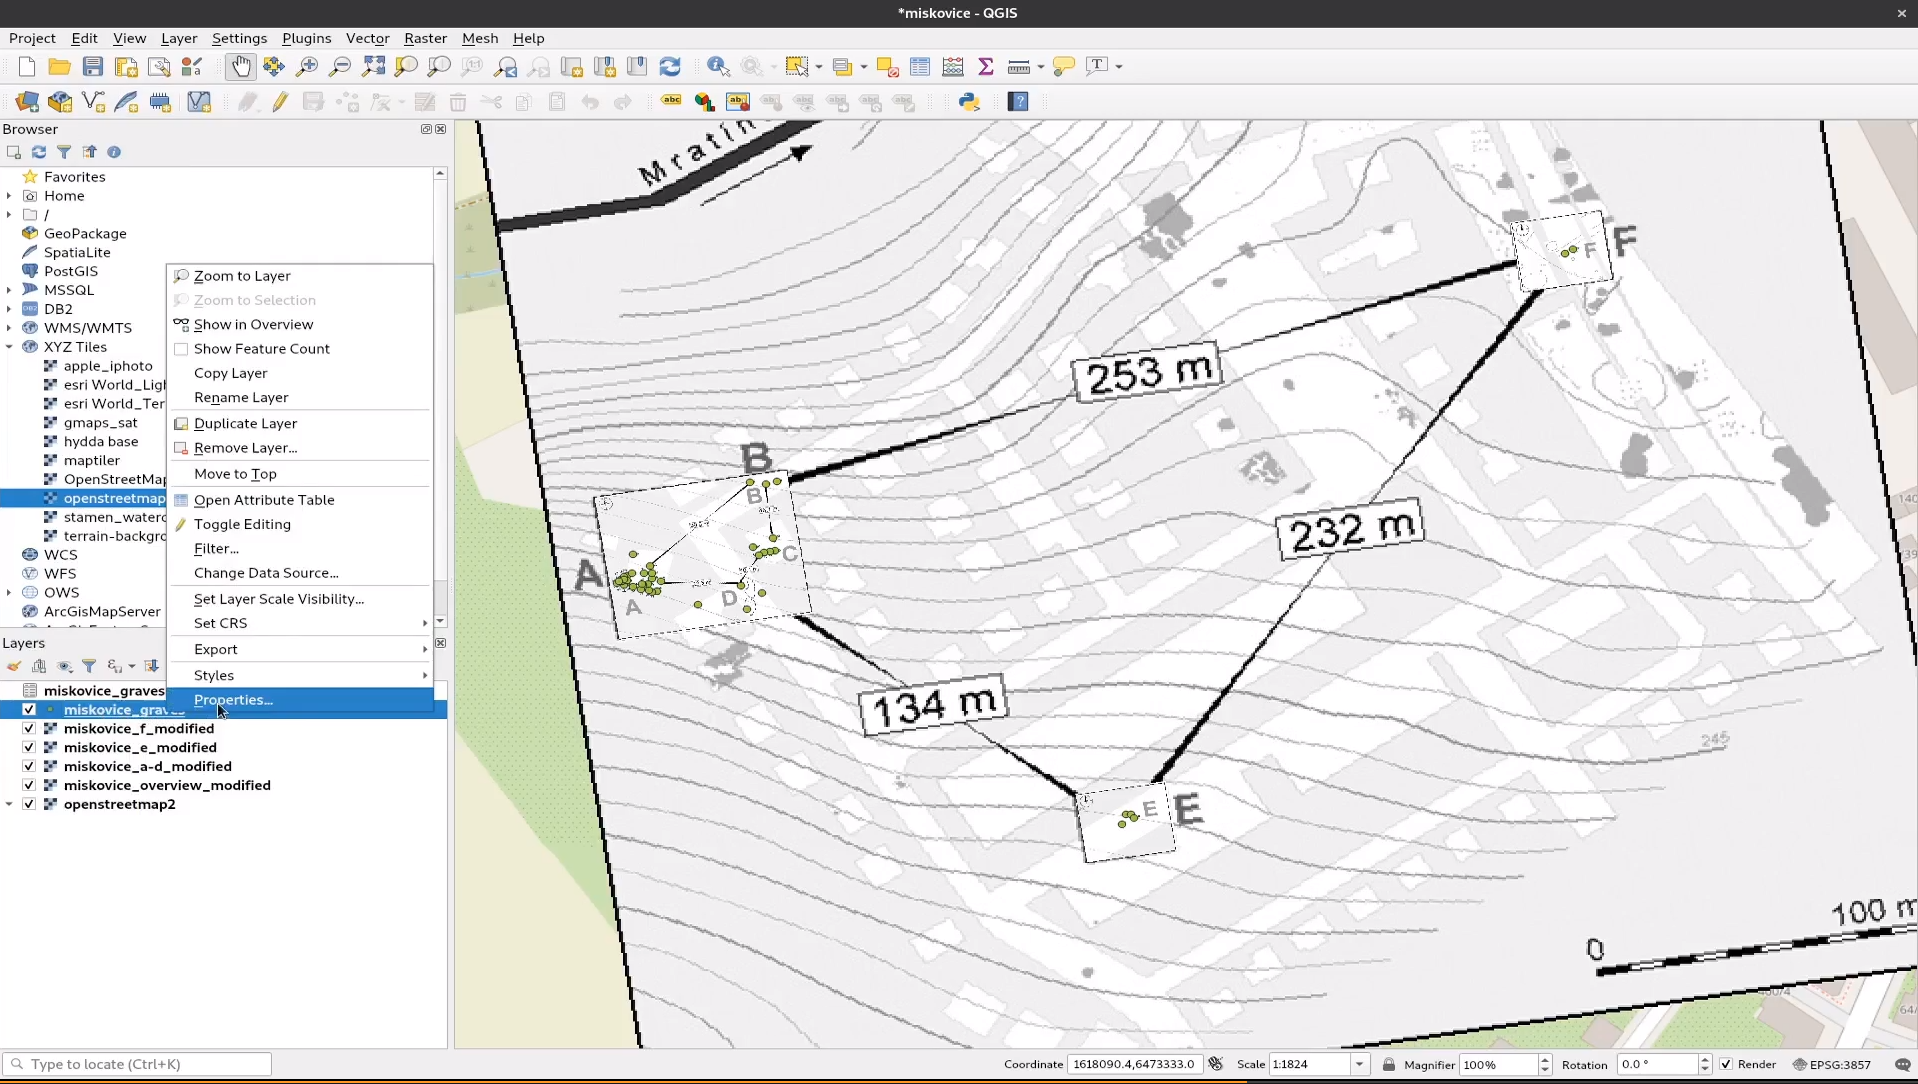 *miskovice - QGIS
Project Edit View Layer Settings Plugins Vector Raster Mesh Help
Browser
Favorites
Home
/
GeoPackage
SpatiaLite
PostGIS
MSSQL
DB2
WMS/WMTS
XYZ Tiles
apple_iphoto
esri World_Ligh
esri World_Ter
gmaps_sat
hydda base
maptiler
OpenStreetMap
openstreetmap
stamen_waterc
terrain-backgro
WCS
WFS
OWS
ArcGisMapServer
Zoom to Layer
Zoom to Selection
Show in Overview
Show Feature Count
Copy Layer
Rename Layer
Duplicate Layer
Remove Layer...
Move to Top
Open Attribute Table
Toggle Editing
Filter...
Change Data Source...
Set Layer Scale Visibility...
Set CRS
Export
Styles
Properties...
Layers
miskovice_graves
miskovice_graves
miskovice_f_modified
miskovice_e_modified
miskovice_a-d_modified
miskovice_overview_modified
openstreetmap2
Mratín
F
F
253 m
B
B
232 m
A
A
C
D
134 m
E
E
245
0
100 m
Type to locate (Ctrl+K)
Coordinate 1618090.4,6473333.0 Scale 1:1824 Magnifier 100% Rotation 0.0 ° Render EPSG:3857